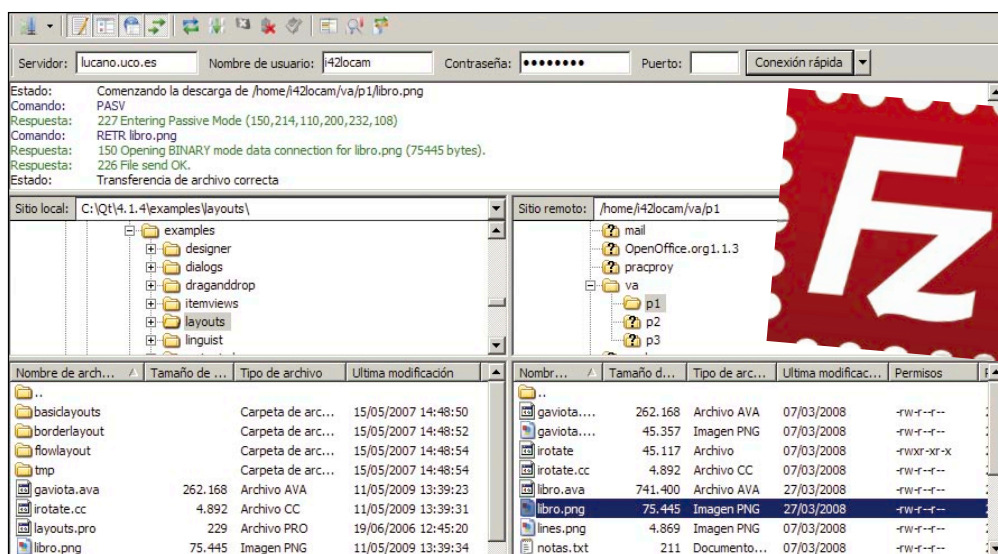 Servidor: lucano.uco.es Nombre de usuario: i42locam Contraseña: •••••••• Puerto: Conexión rápida
Estado: Comenzando la descarga de /home/i42locam/va/p1/libro.png
Comando: PASV
Respuesta: 227 Entering Passive Mode (150,214,110,200,232,108)
Comando: RETR libro.png
Respuesta: 150 Opening BINARY mode data connection for libro.png (75445 bytes).
Respuesta: 226 File send OK.
Estado: Transferencia de archivo correcta
Fz
Sitio local: C:\Qt\4.1.4\examples\layouts\
examples
designer
dialogs
draganddrop
itemviews
layouts
linguist
Sitio remoto: /home/i42locam/va/p1
mail
OpenOffice.org1.1.3
pracproy
va
p1
p2
p3
Nombre de arch... Tamaño de ... Tipo de archivo Ultima modificación
..
basiclayouts Carpeta de arc... 15/05/2007 14:48:50
borderlayout Carpeta de arc... 15/05/2007 14:48:52
flowlayout Carpeta de arc... 15/05/2007 14:48:54
tmp Carpeta de arc... 15/05/2007 14:48:54
gaviota.ava 262.168 Archivo AVA 11/05/2009 13:39:23
irotate.cc 4.892 Archivo CC 11/05/2009 13:39:31
layouts.pro 229 Archivo PRO 19/06/2006 12:45:20
libro.png 75.445 Imagen PNG 11/05/2009 13:39:34
Nombr... Tamaño d... Tipo de arc... Ultima modificac... Permisos
..
gaviota.... 262.168 Archivo AVA 07/03/2008 -rw-r--r--
gaviota.... 45.357 Imagen PNG 07/03/2008 -rw-r--r--
irotate 45.117 Archivo 07/03/2008 -rwxr-xr-x
irotate.cc 4.892 Archivo CC 07/03/2008 -rw-r--r--
libro.ava 741.400 Archivo AVA 27/03/2008 -rw-r--r--
libro.png 75.445 Imagen PNG 27/03/2008 -rw-r--r--
lines.png 4.869 Imagen PNG 07/03/2008 -rw-r--r--
notas.txt 211 Documento... 07/03/2008 -rw-r--r--